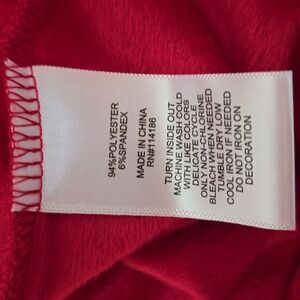 94%POLYESTER
6%SPANDEX
MADE IN CHINA
RN#114186
TURN INSIDE OUT
MACHINE WASH COLD
WITH LIKE COLORS
DELICATE CYCLE
ONLY NON-CHLORINE
BLEACH WHEN NEEDED
TUMBLE DRY LOW
COOL IRON IF NEEDED
DO NOT IRON ON
DECORATION